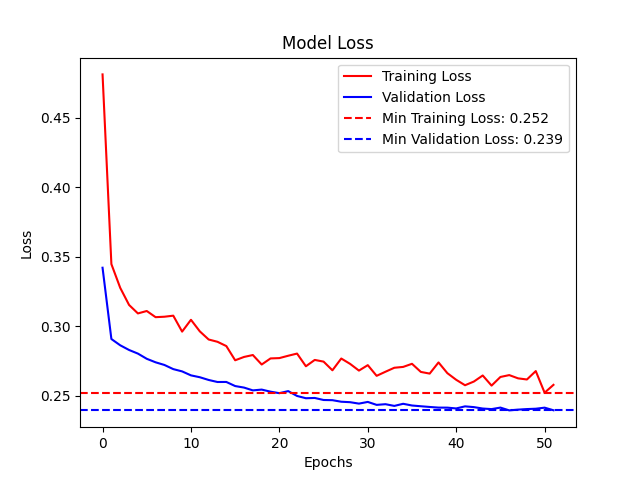 Model Loss
Training Loss
Validation Loss
Min Training Loss: 0.252
Min Validation Loss: 0.239
Loss
0.45
0.40
0.35
0.30
0.25
0 10 20 30 40 50
Epochs